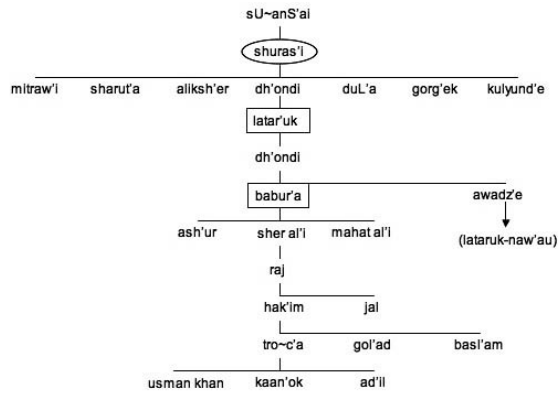 sU~anS'ai
shuras'i
mitraw'i sharut'a aliksh'er dh'ondi duL'a gorg'ek kulyund'e
latar'uk
dh'ondi
babur'a awadz'e
ash'ur sher al'i mahat al'i (lataruk-naw'au)
raj
hak'im jal
tro~c'a gol'ad basl'am
usman khan kaan'ok ad'il